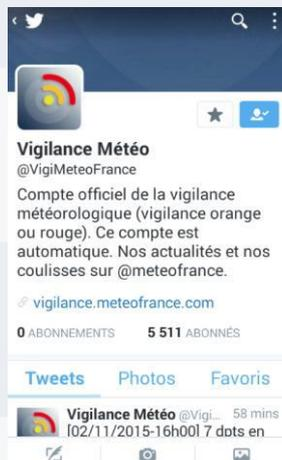 Vigilance Météo
@VigiMeteoFrance
Compte officiel de la vigilance
météorologique (vigilance orange
ou rouge). Ce compte est
automatique. Nos actualités et nos
coulisses sur @meteofrance.
vigilance.meteofrance.com
0 ABONNEMENTS 5 511 ABONNÉS
Tweets Photos Favoris
Vigilance Météo @Vigi... 58 mins
[02/11/2015-16h00] 7 dpts en